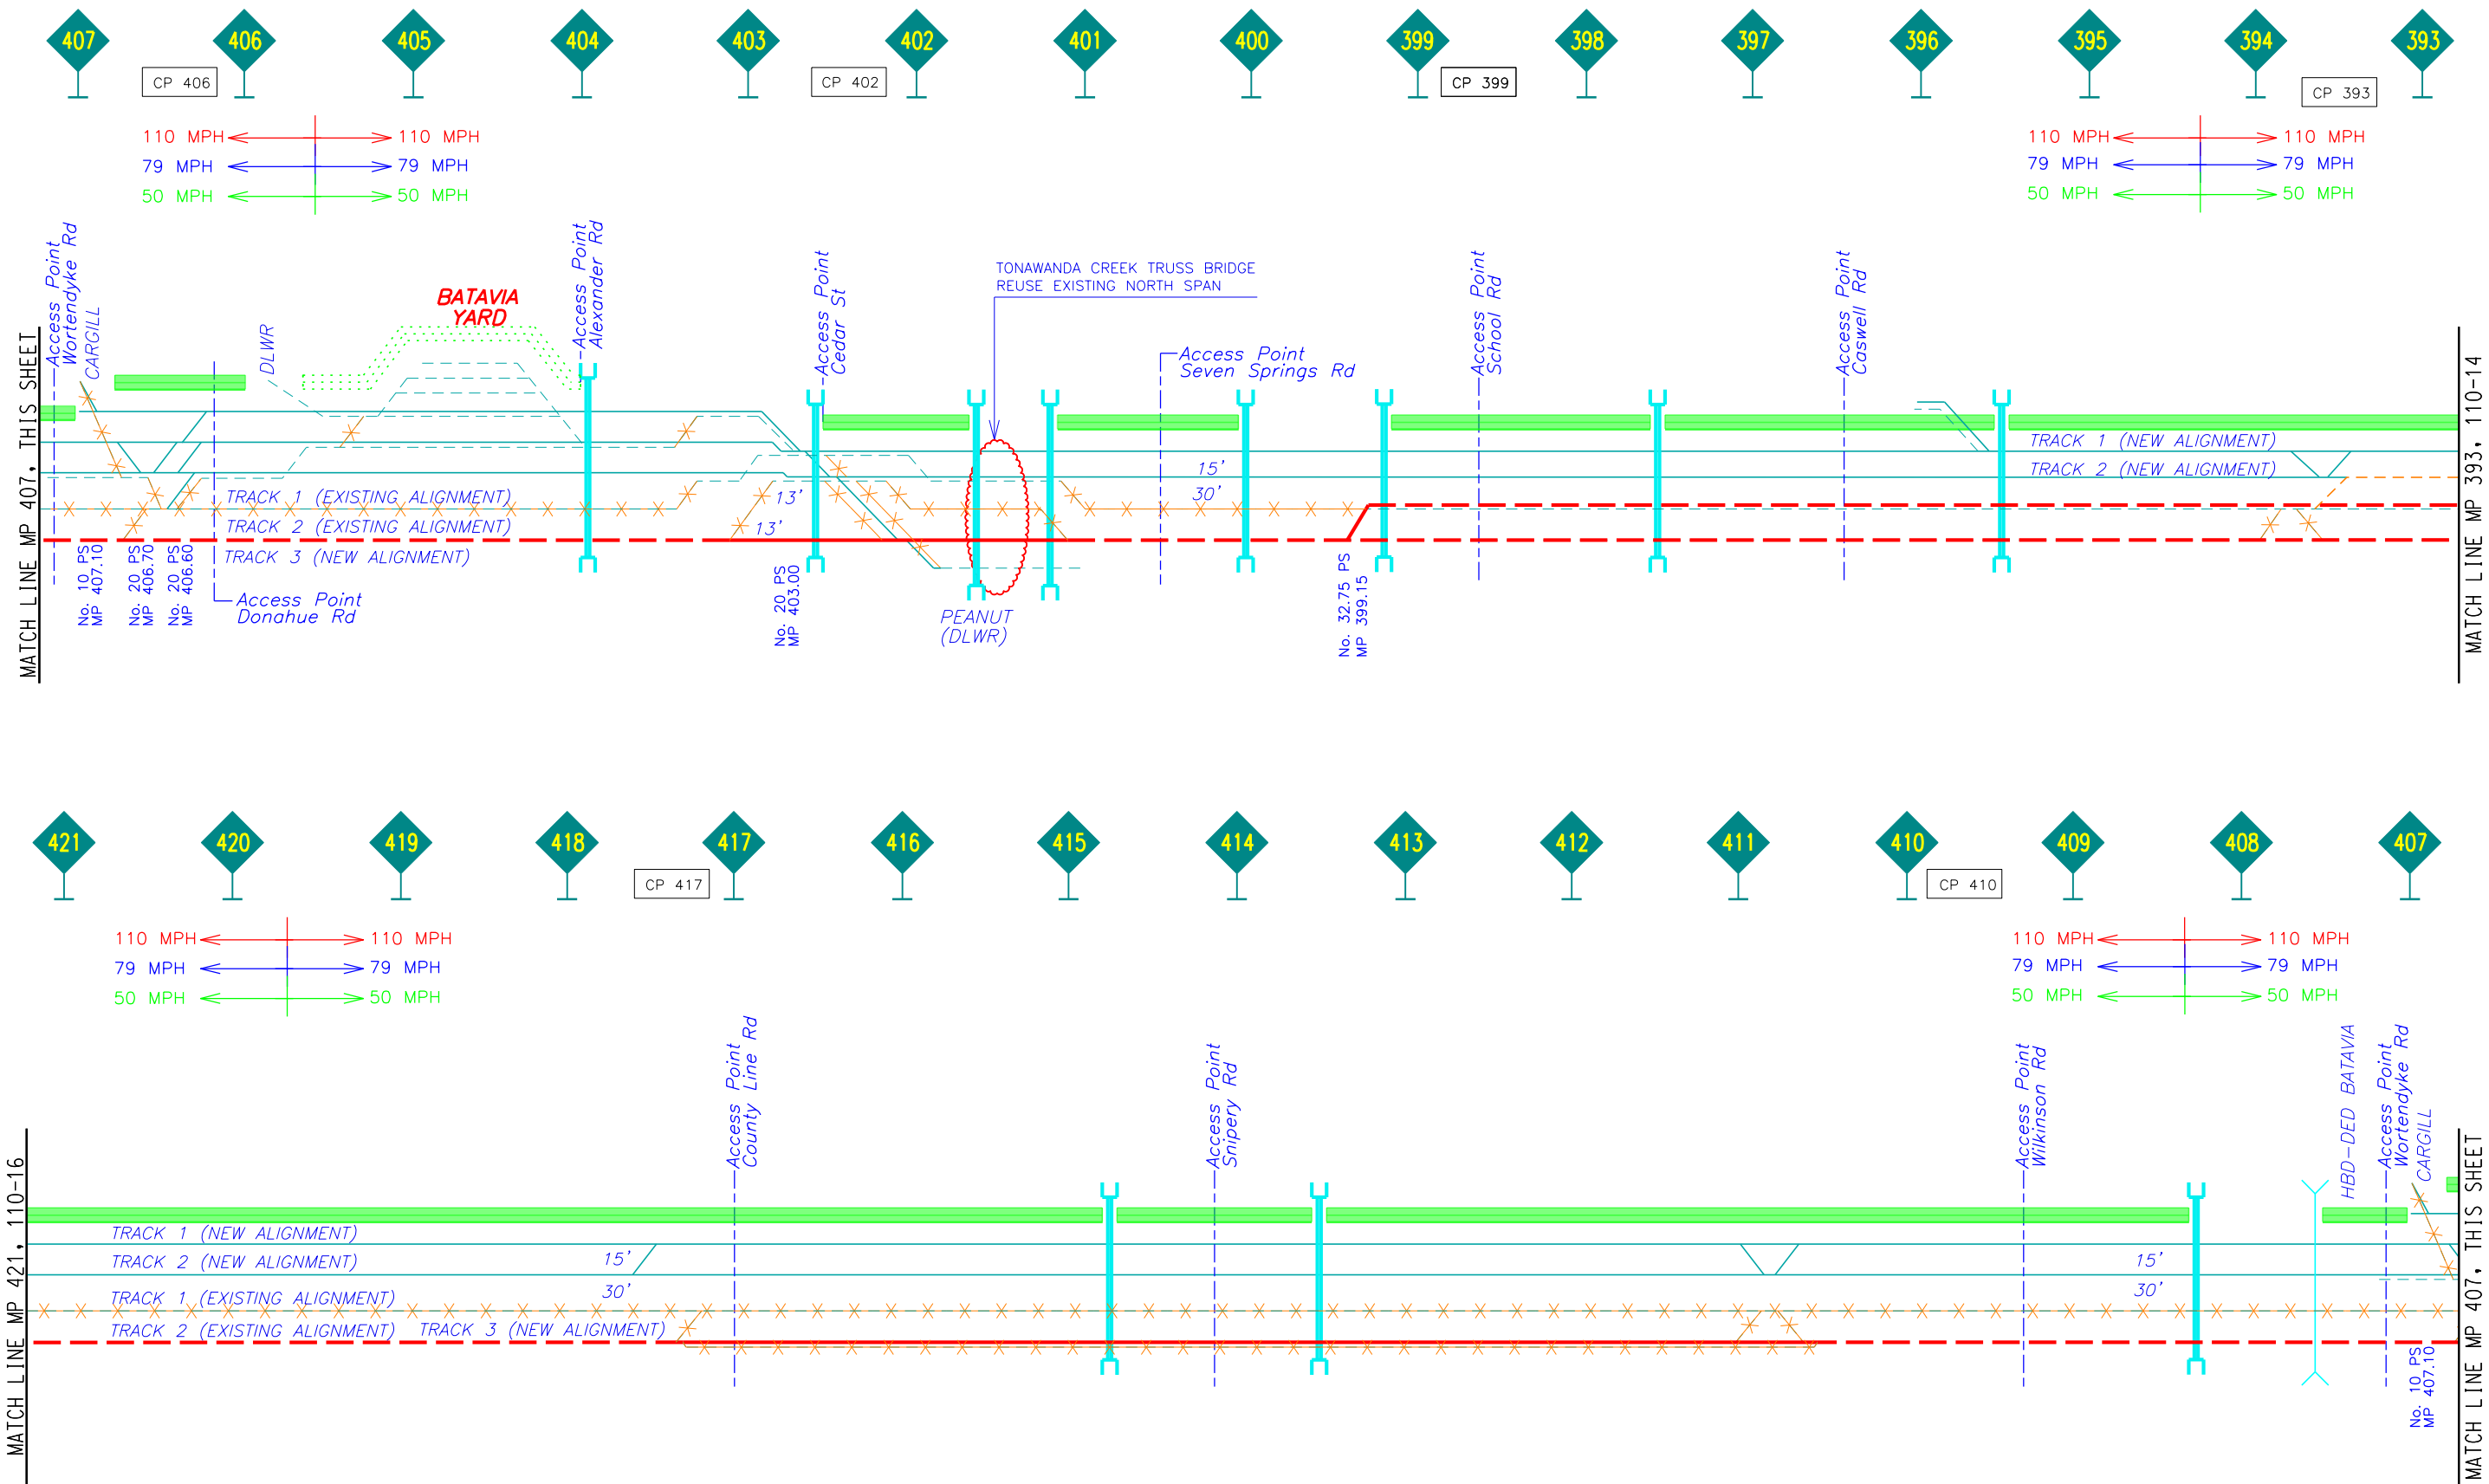 407 406 405 404 403 402 401 400 399 398 397 396 395 394 393
CP 406
CP 402
CP 399
CP 393
110 MPH 110 MPH
79 MPH 79 MPH
50 MPH 50 MPH
110 MPH 110 MPH
79 MPH 79 MPH
50 MPH 50 MPH
MATCH LINE MP 407, THIS SHEET
Access Point
Wortendyke Rd
CARGILL
DLWR
BATAVIA
YARD
Access Point
Alexander Rd
Access Point
Cedar St
TONAWANDA CREEK TRUSS BRIDGE
REUSE EXISTING NORTH SPAN
Access Point
Seven Springs Rd
Access Point
School Rd
Access Point
Caswell Rd
TRACK 1 (NEW ALIGNMENT)
TRACK 2 (NEW ALIGNMENT)
15'
30'
TRACK 1 (EXISTING ALIGNMENT)
13'
TRACK 2 (EXISTING ALIGNMENT)
13'
TRACK 3 (NEW ALIGNMENT)
No. 10 PS
MP 407.10
No. 20 PS
MP 406.70
No. 20 PS
MP 406.60
Access Point
Donahue Rd
No. 20 PS
MP 403.00
PEANUT
(DLWR)
No. 32.75 PS
MP 399.15
MATCH LINE MP 393, 110-14
421 420 419 418 417 416 415 414 413 412 411 410 409 408 407
CP 417
CP 410
110 MPH 110 MPH
79 MPH 79 MPH
50 MPH 50 MPH
110 MPH 110 MPH
79 MPH 79 MPH
50 MPH 50 MPH
MATCH LINE MP 421, 110-16
Access Point
County Line Rd
Access Point
Snipery Rd
Access Point
Wilkinson Rd
HBD-DED BATAVIA
Access Point
Wortendyke Rd
CARGILL
TRACK 1 (NEW ALIGNMENT)
TRACK 2 (NEW ALIGNMENT)
15'
15'
TRACK 1 (EXISTING ALIGNMENT)
30'
30'
TRACK 2 (EXISTING ALIGNMENT) TRACK 3 (NEW ALIGNMENT)
No. 10 PS
MP 407.10
MATCH LINE MP 407, THIS SHEET